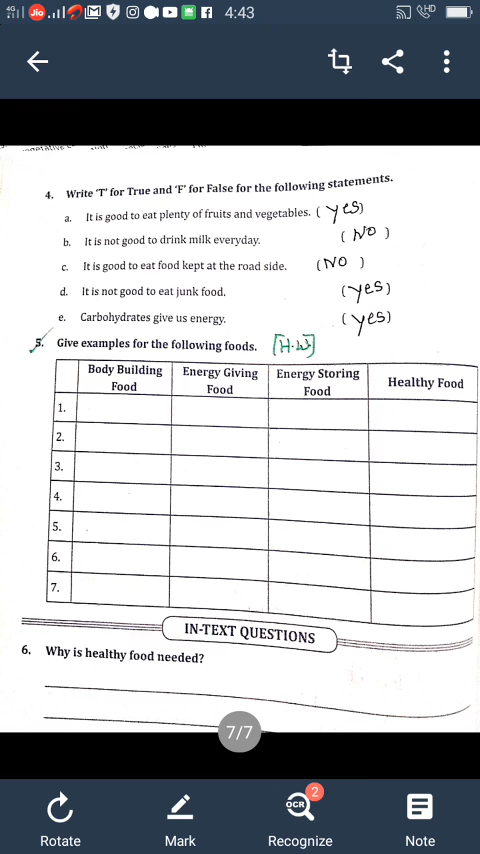 4G Jio 4:43 HD
4. Write 'T' for True and 'F' for False for the following statements.
a. It is good to eat plenty of fruits and vegetables. (Yes)
b. It is not good to drink milk everyday. (NO)
c. It is good to eat food kept at the road side. (NO)
d. It is not good to eat junk food. (Yes)
e. Carbohydrates give us energy. (Yes)
5. Give examples for the following foods. [H.W]
Body Building Food Energy Giving Food Energy Storing Food Healthy Food
1.
2.
3.
4.
5.
6.
7.
IN-TEXT QUESTIONS
6. Why is healthy food needed?
7/7
OCR 2
Rotate Mark Recognize Note